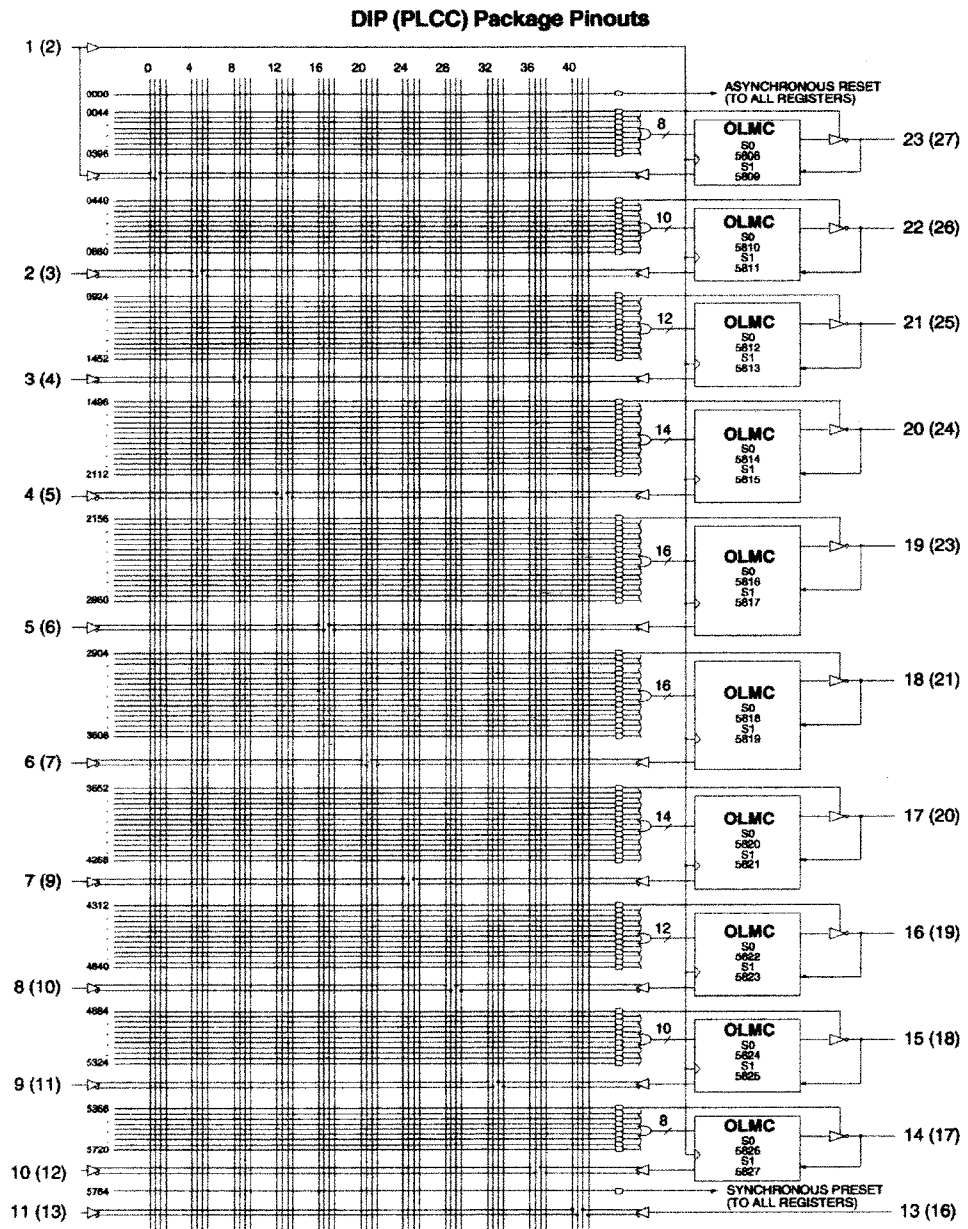 DIP (PLCC) Package Pinouts
1 (2)
0 4 8 12 16 20 24 28 32 36 40
0000
ASYNCHRONOUS RESET
(TO ALL REGISTERS)
0044
8
OLMC
S0
5808
S1
5809
23 (27)
0396
0440
10
OLMC
S0
5810
S1
5811
22 (26)
0880
2 (3)
0924
12
OLMC
S0
5812
S1
5813
21 (25)
1452
3 (4)
1496
14
OLMC
S0
5814
S1
5815
20 (24)
2112
4 (5)
2156
16
OLMC
S0
5816
S1
5817
19 (23)
2860
5 (6)
2904
16
OLMC
S0
5818
S1
5819
18 (21)
3608
6 (7)
3652
14
OLMC
S0
5820
S1
5821
17 (20)
4268
7 (9)
4312
12
OLMC
S0
5822
S1
5823
16 (19)
4840
8 (10)
4884
10
OLMC
S0
5824
S1
5825
15 (18)
5324
9 (11)
5368
8
OLMC
S0
5826
S1
5827
14 (17)
5720
10 (12)
5764
SYNCHRONOUS PRESET
(TO ALL REGISTERS)
11 (13)
13 (16)